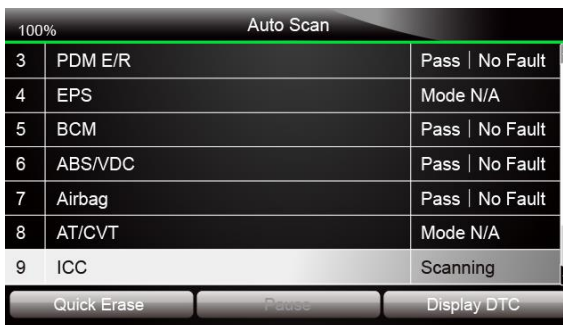 100% Auto Scan
3 PDM E/R Pass | No Fault
4 EPS Mode N/A
5 BCM Pass | No Fault
6 ABS/VDC Pass | No Fault
7 Airbag Pass | No Fault
8 AT/CVT Mode N/A
9 ICC Scanning
Quick Erase Pause Display DTC